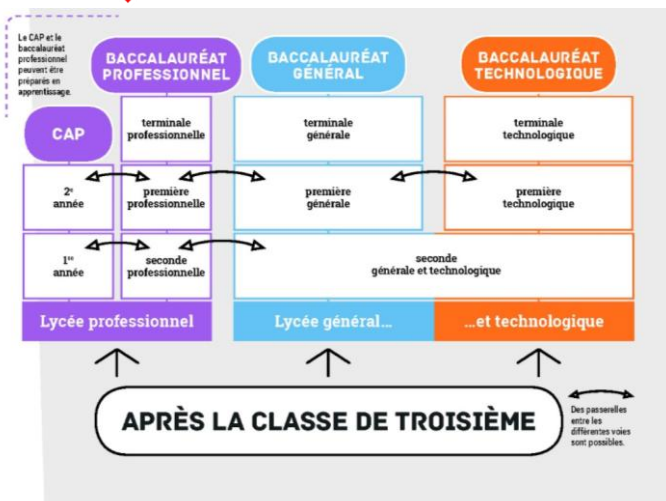 Le CAP et le
baccalauréat
professionnel
peuvent être
préparés en
apprentissage.
BACCALAURÉAT
PROFESSIONNEL
BACCALAURÉAT
GÉNÉRAL
BACCALAURÉAT
TECHNOLOGIQUE
CAP
terminale
professionnelle
terminale
générale
terminale
technologique
2e
année
première
professionnelle
première
générale
première
technologique
1re
année
seconde
professionnelle
seconde
générale et technologique
Lycée professionnel
Lycée général...
...et technologique
APRÈS LA CLASSE DE TROISIÈME
Des passerelles
entre les
différentes voies
sont possibles.